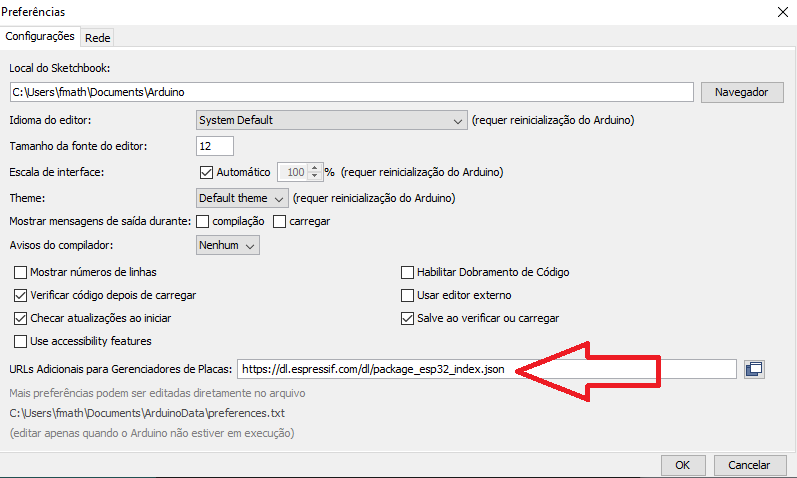 Preferências
Configurações Rede
Local do Sketchbook:
C:\Users\fmath\Documents\Arduino Navegador
Idioma do editor: System Default (requer reinicialização do Arduino)
Tamanho da fonte do editor: 12
Escala de interface: Automático 100 % (requer reinicialização do Arduino)
Theme: Default theme (requer reinicialização do Arduino)
Mostrar mensagens de saída durante: compilação carregar
Avisos do compilador: Nenhum
Mostrar números de linhas Habilitar Dobramento de Código
Verificar código depois de carregar Usar editor externo
Checar atualizações ao iniciar Salve ao verificar ou carregar
Use accessibility features
URLs Adicionais para Gerenciadores de Placas: https://dl.espressif.com/dl/package_esp32_index.json
Mais preferências podem ser editadas diretamente no arquivo
C:\Users\fmath\Documents\ArduinoData\preferences.txt
(editar apenas quando o Arduino não estiver em execução)
OK Cancelar